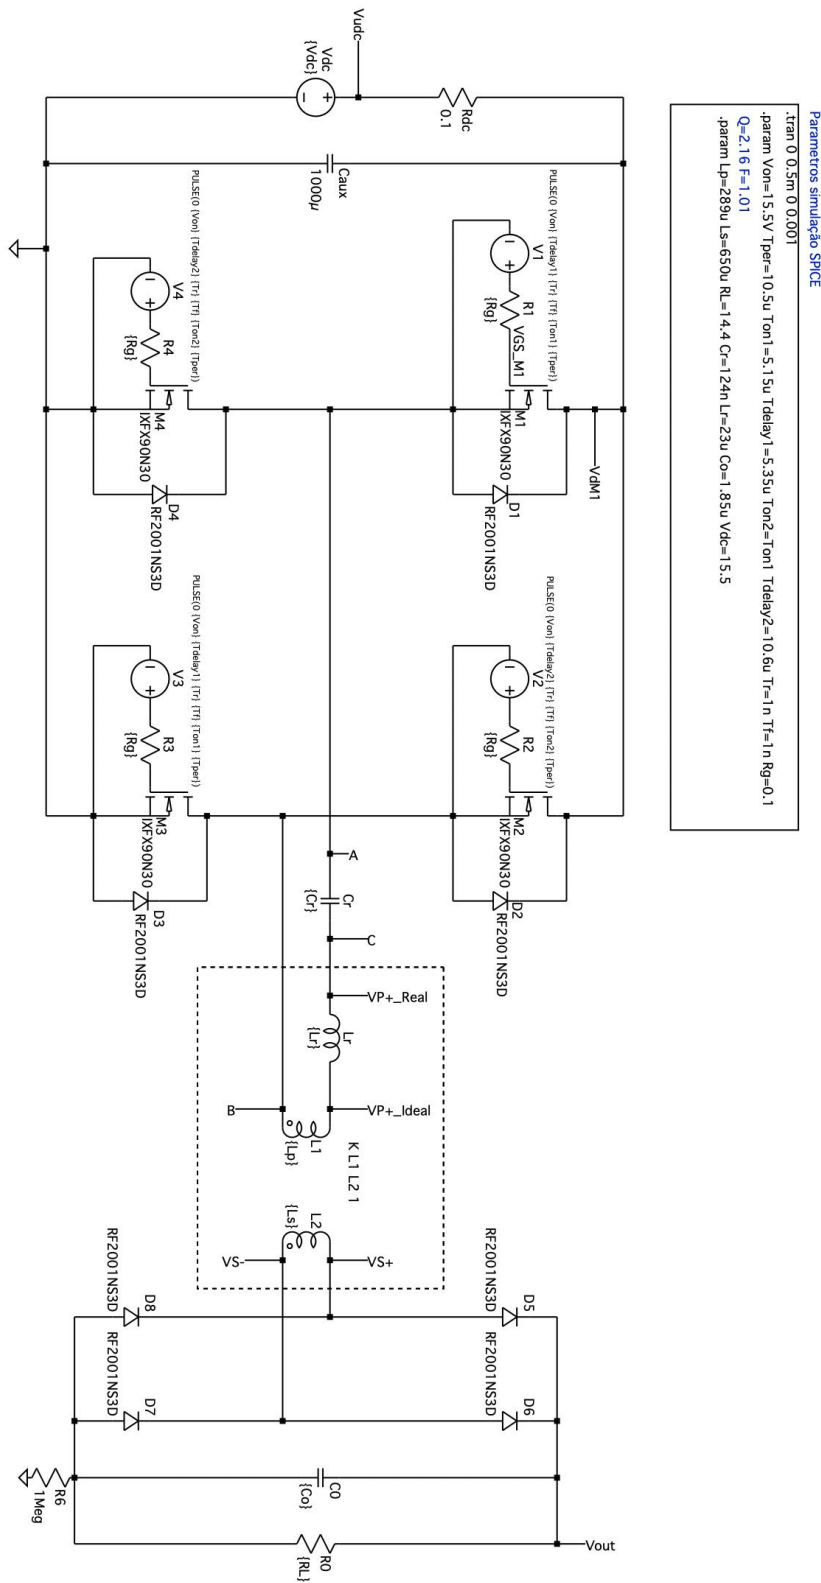 Parametros simulação SPICE
.tran 0 0.5m 0 0.001
.param Von=15.5V Tper=10.5u Ton1=5.15u Tdelay1=5.35u Ton2=Ton1 Tdelay2=10.6u Tr=1n Tf=1n Rg=0.1
Q=2.16 F=1.01
.param Lp=289u Ls=650u RL=14.4 Cr=124n Lr=23u Co=1.85u Vdc=15.5
Vudc
Vdc
{Vdc}
Rdc
0.1
Caux
1000µ
PULSE(0 {Von} {Tdelay1} {Tr} {Tf} {Ton1} {Tper})
V1
R1
{Rg}
VGS_M1
M1
IXFX90N30
VdM1
D1
RF2001NS3D
PULSE(0 {Von} {Tdelay2} {Tr} {Tf} {Ton2} {Tper})
V2
R2
{Rg}
M2
IXFX90N30
D2
RF2001NS3D
PULSE(0 {Von} {Tdelay2} {Tr} {Tf} {Ton2} {Tper})
V4
R4
{Rg}
M4
IXFX90N30
D4
RF2001NS3D
PULSE(0 {Von} {Tdelay1} {Tr} {Tf} {Ton1} {Tper})
V3
R3
{Rg}
M3
IXFX90N30
D3
RF2001NS3D
A
Cr
{Cr}
C
VP+_Real
Lr
{Lr}
VP+_Ideal
B
L1
{Lp}
K L1 L2 1
L2
{Ls}
VS+
VS-
D5
RF2001NS3D
D6
RF2001NS3D
D8
RF2001NS3D
D7
RF2001NS3D
C0
{Co}
R6
1Meg
R0
{RL}
Vout